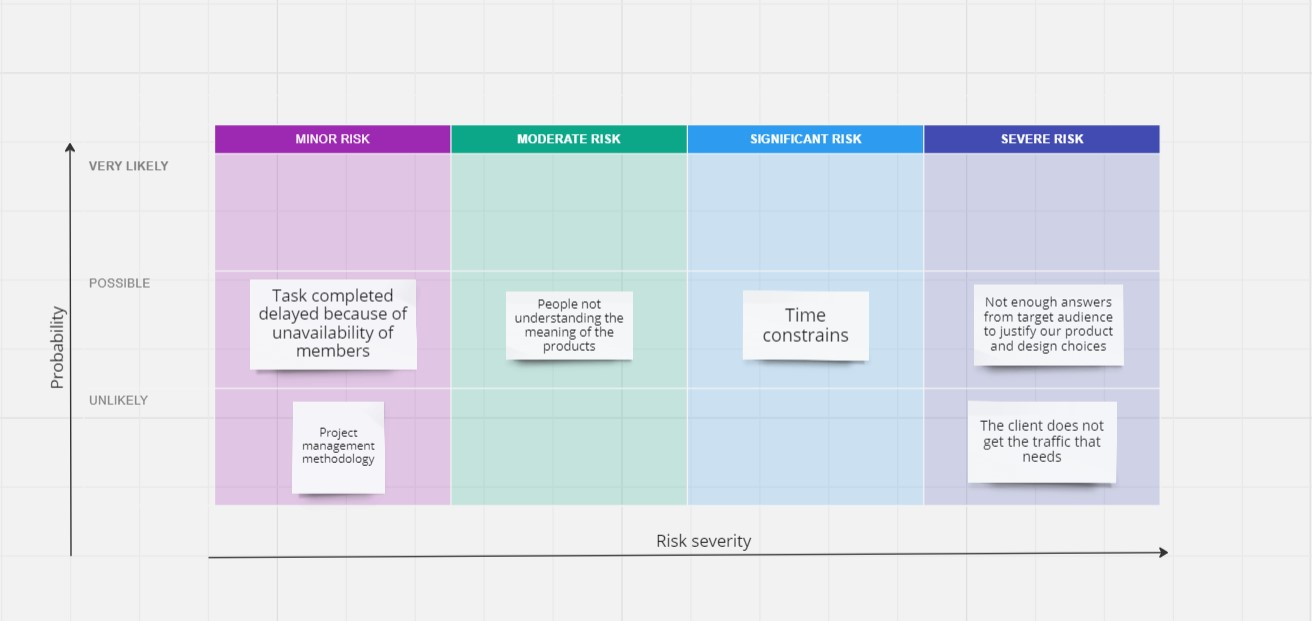 MINOR RISK
MODERATE RISK
SIGNIFICANT RISK
SEVERE RISK
VERY LIKELY
POSSIBLE
Task completed
delayed because of
unavailability of
members
People not
understanding the
meaning of the
products
Time
constrains
Not enough answers
from target audience
to justify our product
and design choices
Probability
UNLIKELY
Project
management
methodology
The client does not
get the traffic that
needs
Risk severity